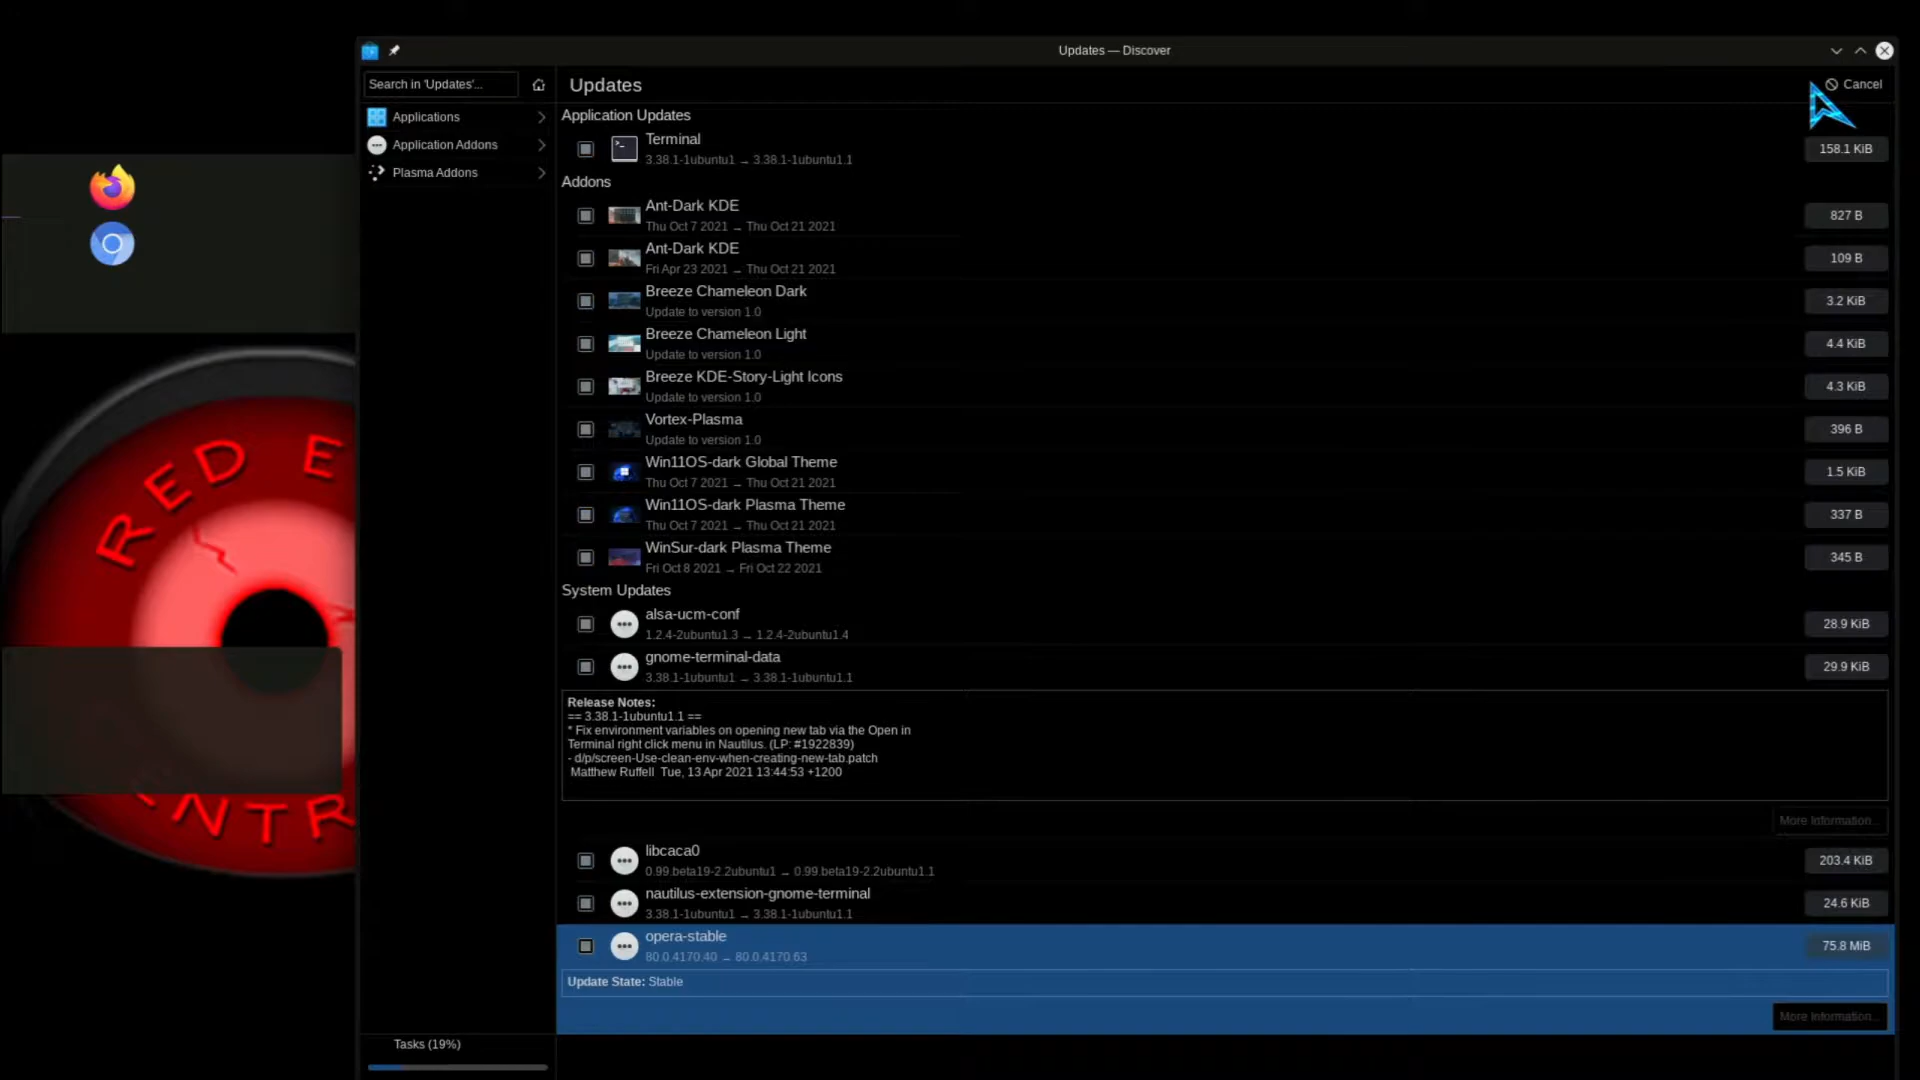 Updates — Discover
Search in 'Updates'...
Updates
Cancel
Applications
Application Addons
Plasma Addons
Application Updates
Terminal
3.38.1-1ubuntu1 → 3.38.1-1ubuntu1.1
158.1 KiB
Addons
Ant-Dark KDE
Thu Oct 7 2021 → Thu Oct 21 2021
827 B
Ant-Dark KDE
Fri Apr 23 2021 → Thu Oct 21 2021
109 B
Breeze Chameleon Dark
Update to version 1.0
3.2 KiB
Breeze Chameleon Light
Update to version 1.0
4.4 KiB
Breeze KDE-Story-Light Icons
Update to version 1.0
4.3 KiB
Vortex-Plasma
Update to version 1.0
396 B
Win11OS-dark Global Theme
Thu Oct 7 2021 → Thu Oct 21 2021
1.5 KiB
Win11OS-dark Plasma Theme
Thu Oct 7 2021 → Thu Oct 21 2021
337 B
WinSur-dark Plasma Theme
Fri Oct 8 2021 → Fri Oct 22 2021
345 B
System Updates
alsa-ucm-conf
1.2.4-2ubuntu1.3 → 1.2.4-2ubuntu1.4
28.9 KiB
gnome-terminal-data
3.38.1-1ubuntu1 → 3.38.1-1ubuntu1.1
29.9 KiB
Release Notes:
== 3.38.1-1ubuntu1.1 ==
* Fix environment variables on opening new tab via the Open in
Terminal right click menu in Nautilus. (LP: #1922839)
- d/p/screen-Use-clean-env-when-creating-new-tab.patch
Matthew Ruffell Tue, 13 Apr 2021 13:44:53 +1200
More Information...
libcaca0
0.99.beta19-2.2ubuntu1 → 0.99.beta19-2.2ubuntu1.1
203.4 KiB
nautilus-extension-gnome-terminal
3.38.1-1ubuntu1 → 3.38.1-1ubuntu1.1
24.6 KiB
opera-stable
80.0.4170.40 → 80.0.4170.63
75.8 MiB
Update State: Stable
More Information...
Tasks (19%)
RED E
NTR